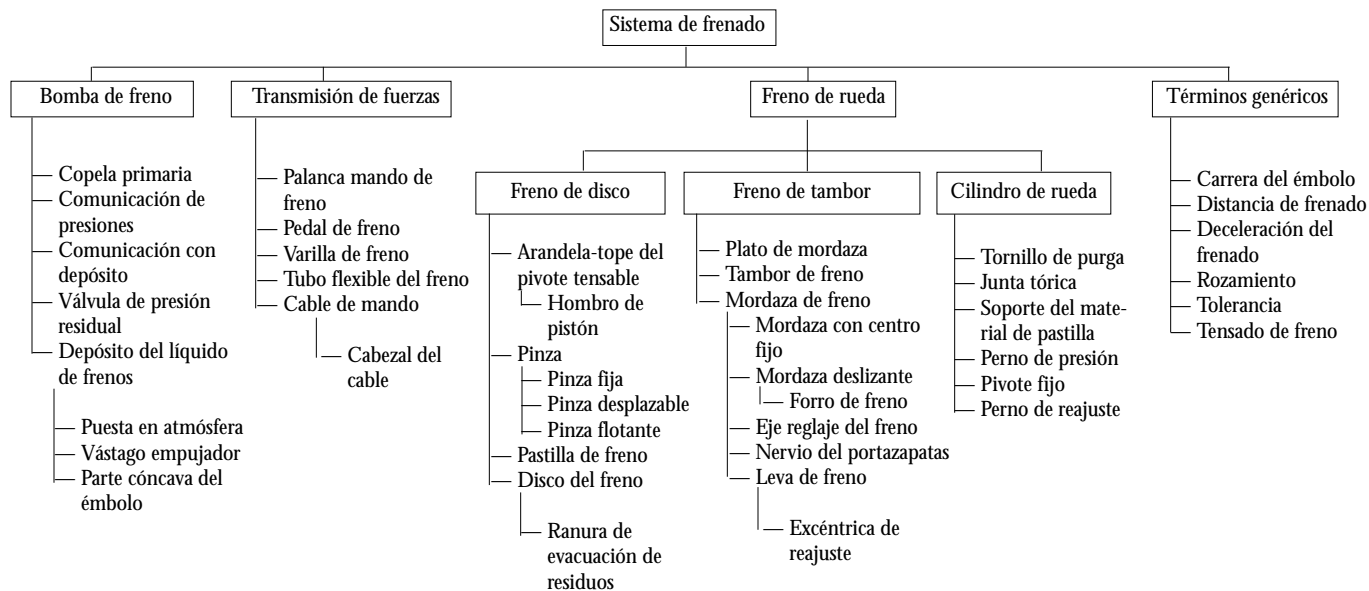 Sistema de frenado
Bomba de freno
Copela primaria
Comunicación de
presiones
Comunicación con
depósito
Válvula de presión
residual
Depósito del líquido
de frenos
Puesta en atmósfera
Vástago empujador
Parte cóncava del
émbolo
Transmisión de fuerzas
Palanca mando de
freno
Pedal de freno
Varilla de freno
Tubo flexible del freno
Cable de mando
Cabezal del
cable
Freno de rueda
Freno de disco
Arandela-tope del
pivote tensable
Hombro de
pistón
Pinza
Pinza fija
Pinza desplazable
Pinza flotante
Pastilla de freno
Disco del freno
Ranura de
evacuación de
residuos
Freno de tambor
Plato de mordaza
Tambor de freno
Mordaza de freno
Mordaza con centro
fijo
Mordaza deslizante
Forro de freno
Eje reglaje del freno
Nervio del portazapatas
Leva de freno
Excéntrica de
reajuste
Cilindro de rueda
Tornillo de purga
Junta tórica
Soporte del mate-
rial de pastilla
Perno de presión
Pivote fijo
Perno de reajuste
Términos genéricos
Carrera del émbolo
Distancia de frenado
Deceleración del
frenado
Rozamiento
Tolerancia
Tensado de freno